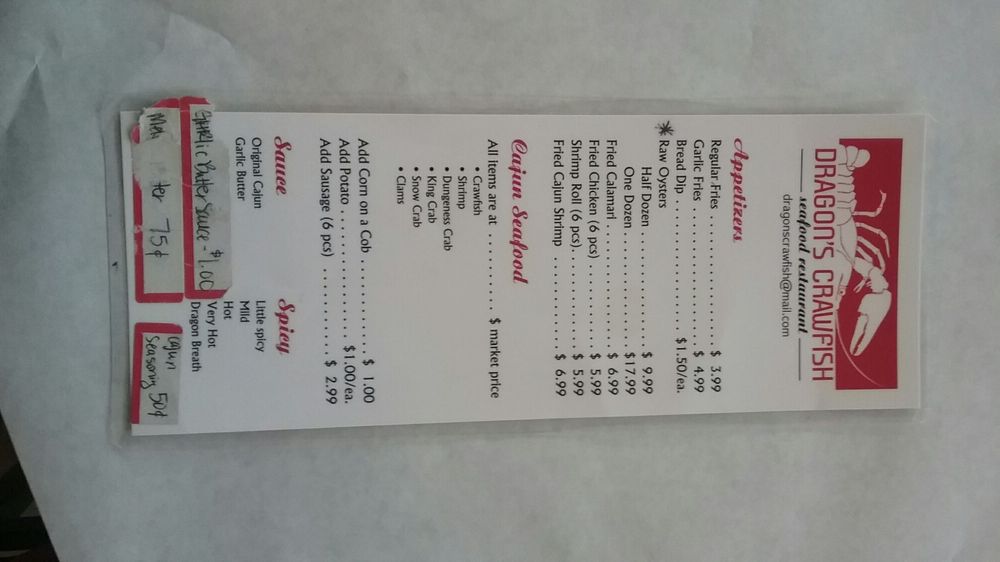 DRAGON'S CRAWFISH
seafood restaurant
dragonscrawfish@mail.com
Appetizers
Regular Fries . . . . . . . . . . . . . . $ 3.99
Garlic Fries . . . . . . . . . . . . . . . $ 4.99
Bread Dip . . . . . . . . . . . . . . $1.50/ea.
* Raw Oysters
Half Dozen . . . . . . . . . . . . . $ 9.99
One Dozen . . . . . . . . . . . . . $17.99
Fried Calamari . . . . . . . . . . . . . $ 6.99
Fried Chicken (6 pcs) . . . . . . . . $ 5.99
Shrimp Roll (6 pcs). . . . . . . . . . $ 5.99
Fried Cajun Shrimp . . . . . . . . . $ 6.99
Cajun Seafood
All items are at . . . . . . . . . $ market price
• Crawfish
• Shrimp
• Dungeness Crab
• King Crab
• Snow Crab
• Clams
Add Corn on a Cob . . . . . . . . . . $ 1.00
Add Potato . . . . . . . . . . . . . . $1.00/ea.
Add Sausage (6 pcs) . . . . . . . . . $ 2.99
Sauce
Original Cajun
Garlic Butter
Spicy
Little spicy
Mild
Hot
Very Hot
Dragon Breath
Garlic Butter Sauce - $1.00
75¢
Cajun
Seasoning 50¢